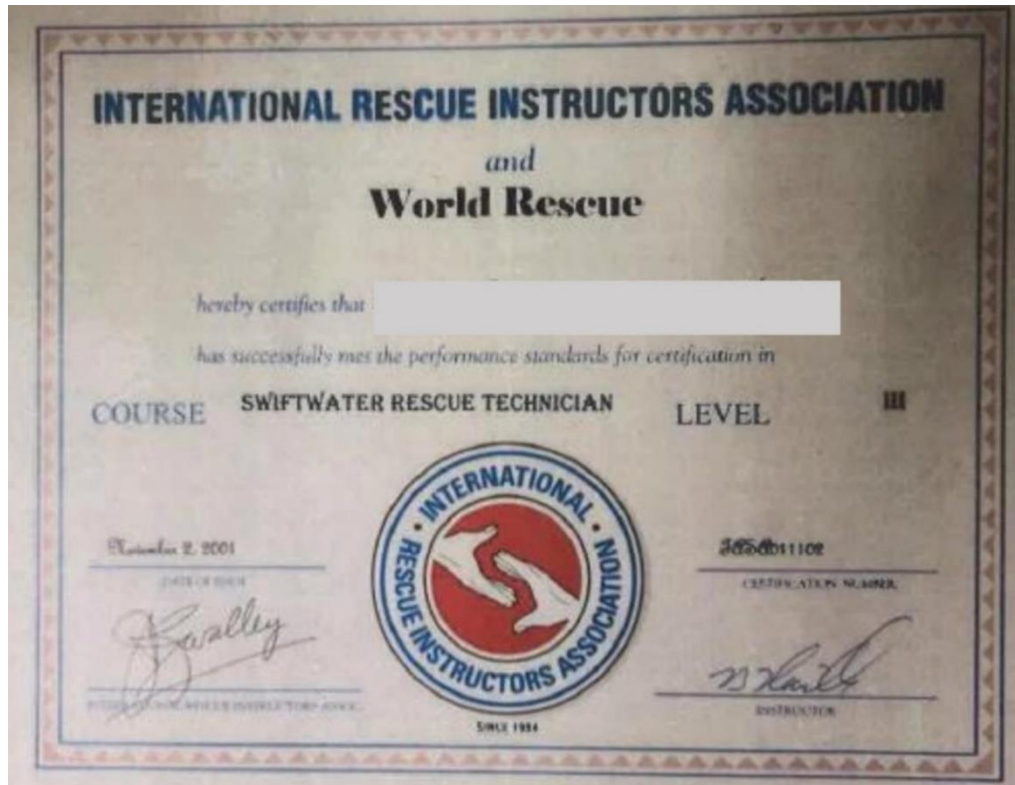 INTERNATIONAL RESCUE INSTRUCTORS ASSOCIATION
and
World Rescue
hereby certifies that
has successfully met the performance standards for certification in
COURSE SWIFTWATER RESCUE TECHNICIAN LEVEL III
INTERNATIONAL
RESCUE INSTRUCTORS ASSOCIATION
November 2, 2001
DATE OF ISSUE
CERTIFICATION NUMBER
INTERNATIONAL RESCUE INSTRUCTORS ASSOC.
INSTRUCTOR
SINCE 1984